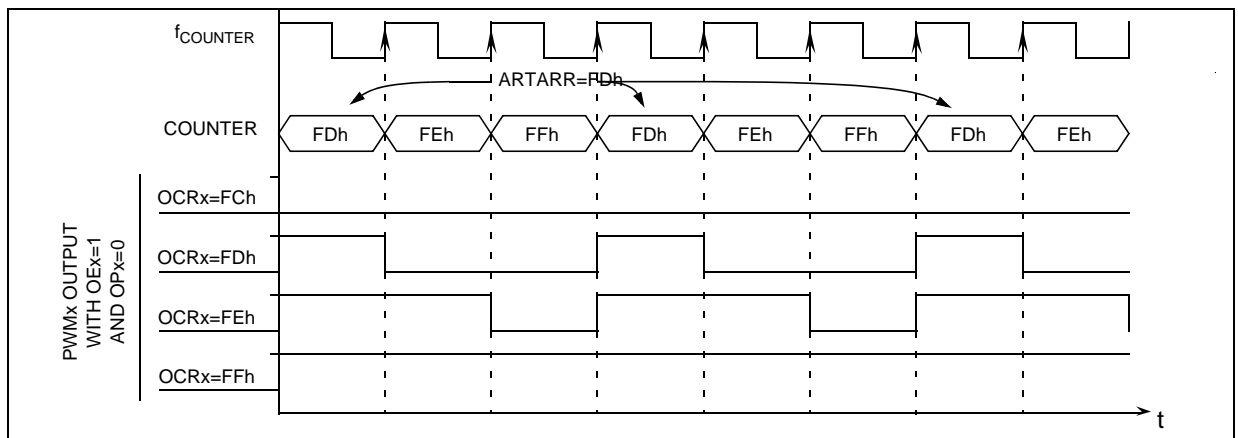 fCOUNTER
ARTARR=FDh
COUNTER
FDh FEh FFh FDh FEh FFh FDh FEh
PWMx OUTPUT
WITH OEx=1
AND OPx=0
OCRx=FCh
OCRx=FDh
OCRx=FEh
OCRx=FFh
t